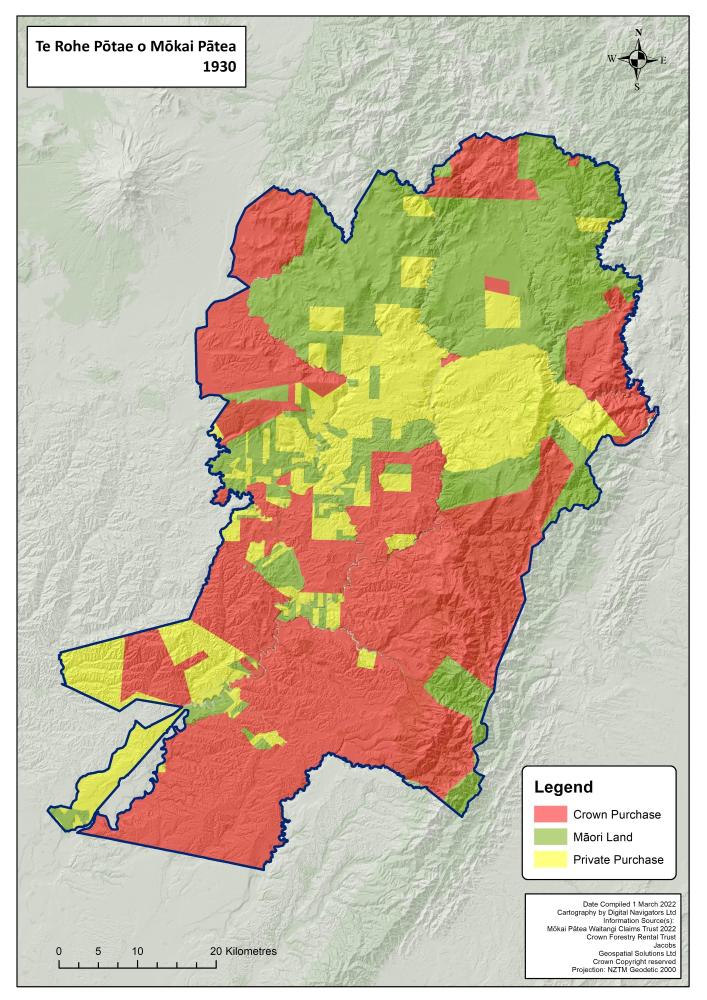 Te Rohe Pōtae o Mōkai Pātea
1930
N
W E
S
Legend
Crown Purchase
Māori Land
Private Purchase
Date Compiled 1 March 2022
Cartography by Digital Navigators Ltd
Information Source(s):
Mōkai Pātea Waitangi Claims Trust 2022
Crown Forestry Rental Trust
Jacobs
Geospatial Solutions Ltd
Crown Copyright reserved
Projection: NZTM Geodetic 2000
0 5 10 20 Kilometres